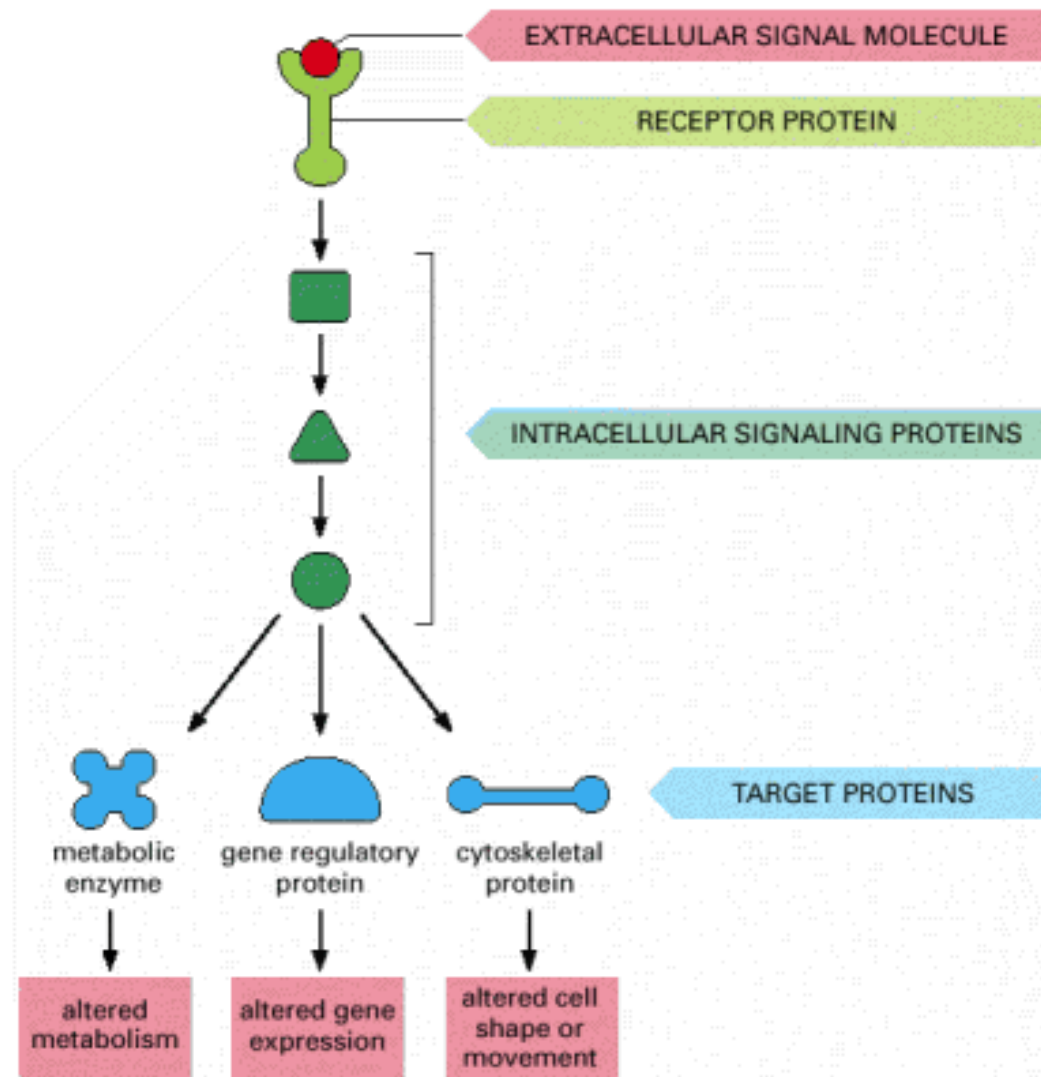 EXTRACELLULAR SIGNAL MOLECULE
RECEPTOR PROTEIN
INTRACELLULAR SIGNALING PROTEINS
TARGET PROTEINS
metabolic
enzyme
gene regulatory
protein
cytoskeletal
protein
altered
metabolism
altered gene
expression
altered cell
shape or
movement